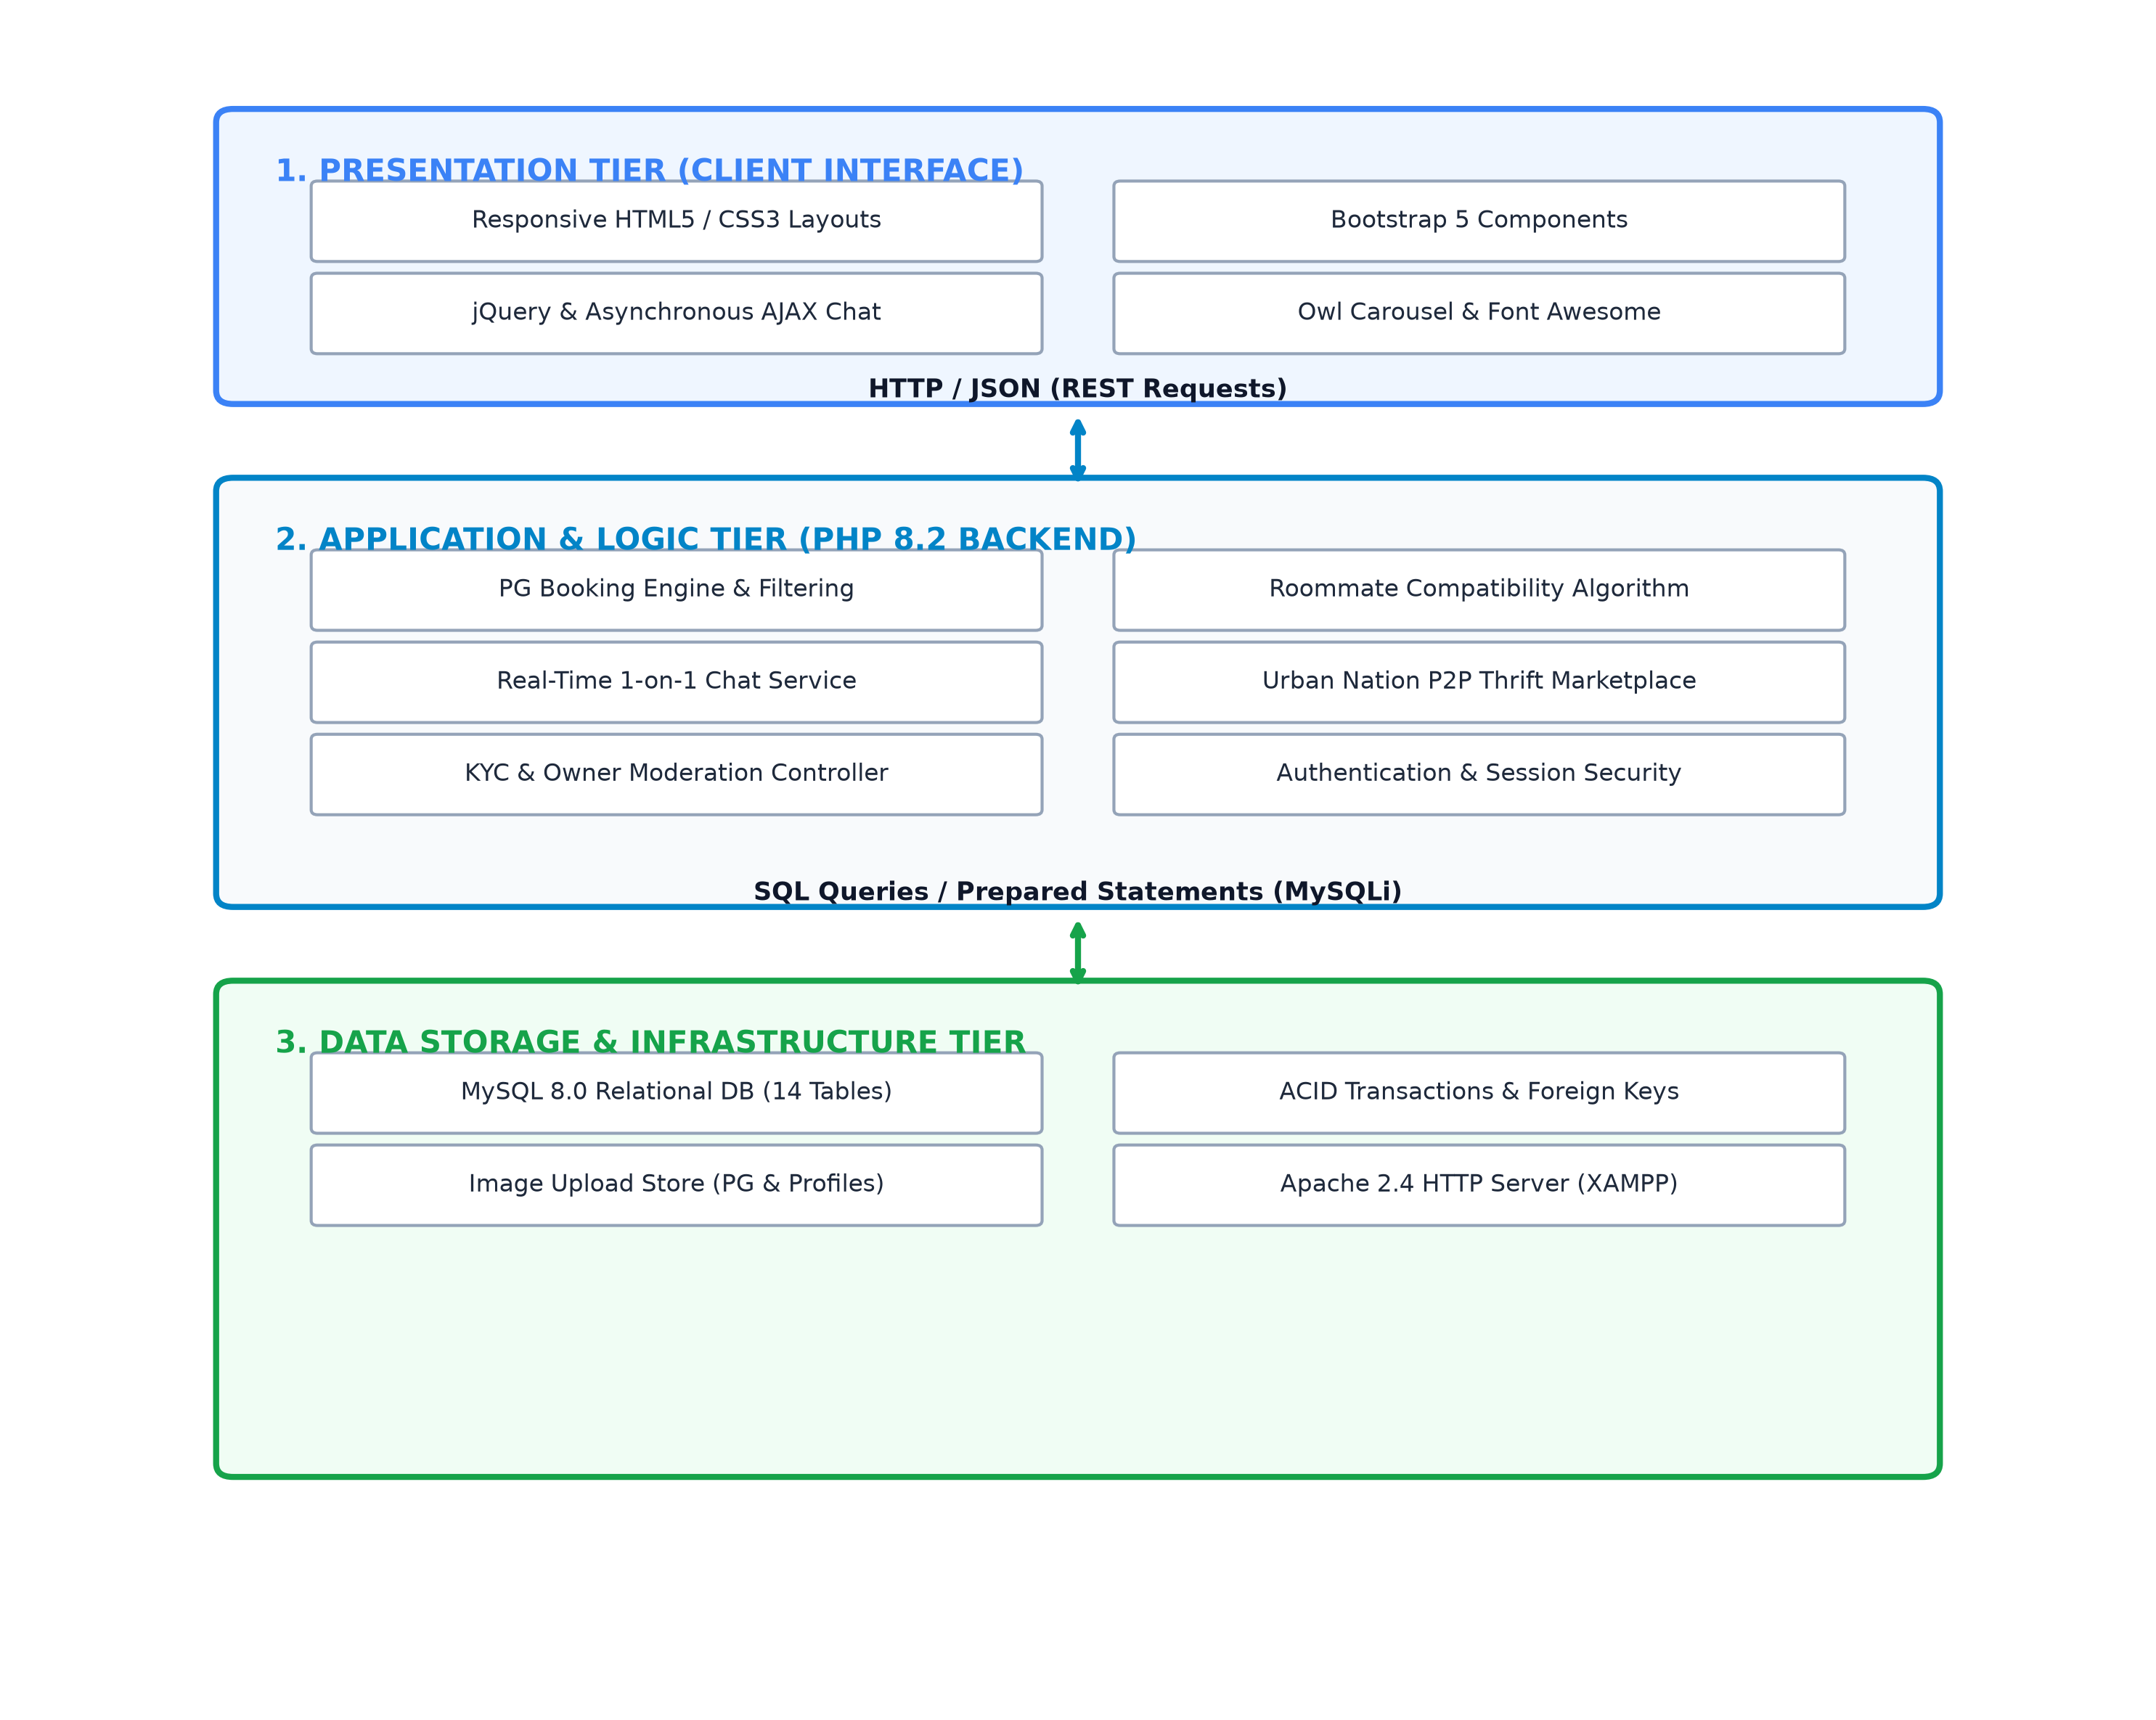 1. PRESENTATION TIER (CLIENT INTERFACE)
Responsive HTML5 / CSS3 Layouts
Bootstrap 5 Components
jQuery & Asynchronous AJAX Chat
Owl Carousel & Font Awesome
HTTP / JSON (REST Requests)
2. APPLICATION & LOGIC TIER (PHP 8.2 BACKEND)
PG Booking Engine & Filtering
Roommate Compatibility Algorithm
Real-Time 1-on-1 Chat Service
Urban Nation P2P Thrift Marketplace
KYC & Owner Moderation Controller
Authentication & Session Security
SQL Queries / Prepared Statements (MySQLi)
3. DATA STORAGE & INFRASTRUCTURE TIER
MySQL 8.0 Relational DB (14 Tables)
ACID Transactions & Foreign Keys
Image Upload Store (PG & Profiles)
Apache 2.4 HTTP Server (XAMPP)